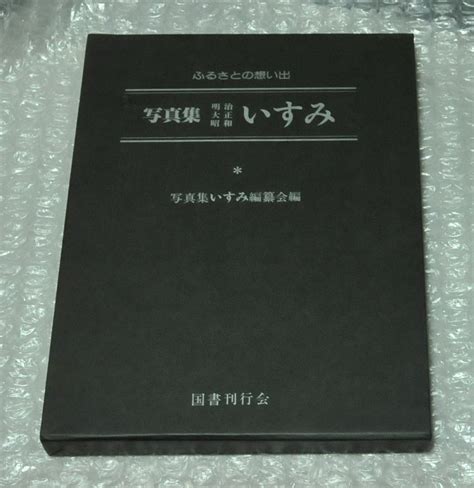 ふるさとの想い出
写真集 明治大正昭和 いすみ
*
写真集いすみ編纂会編
国書刊行会